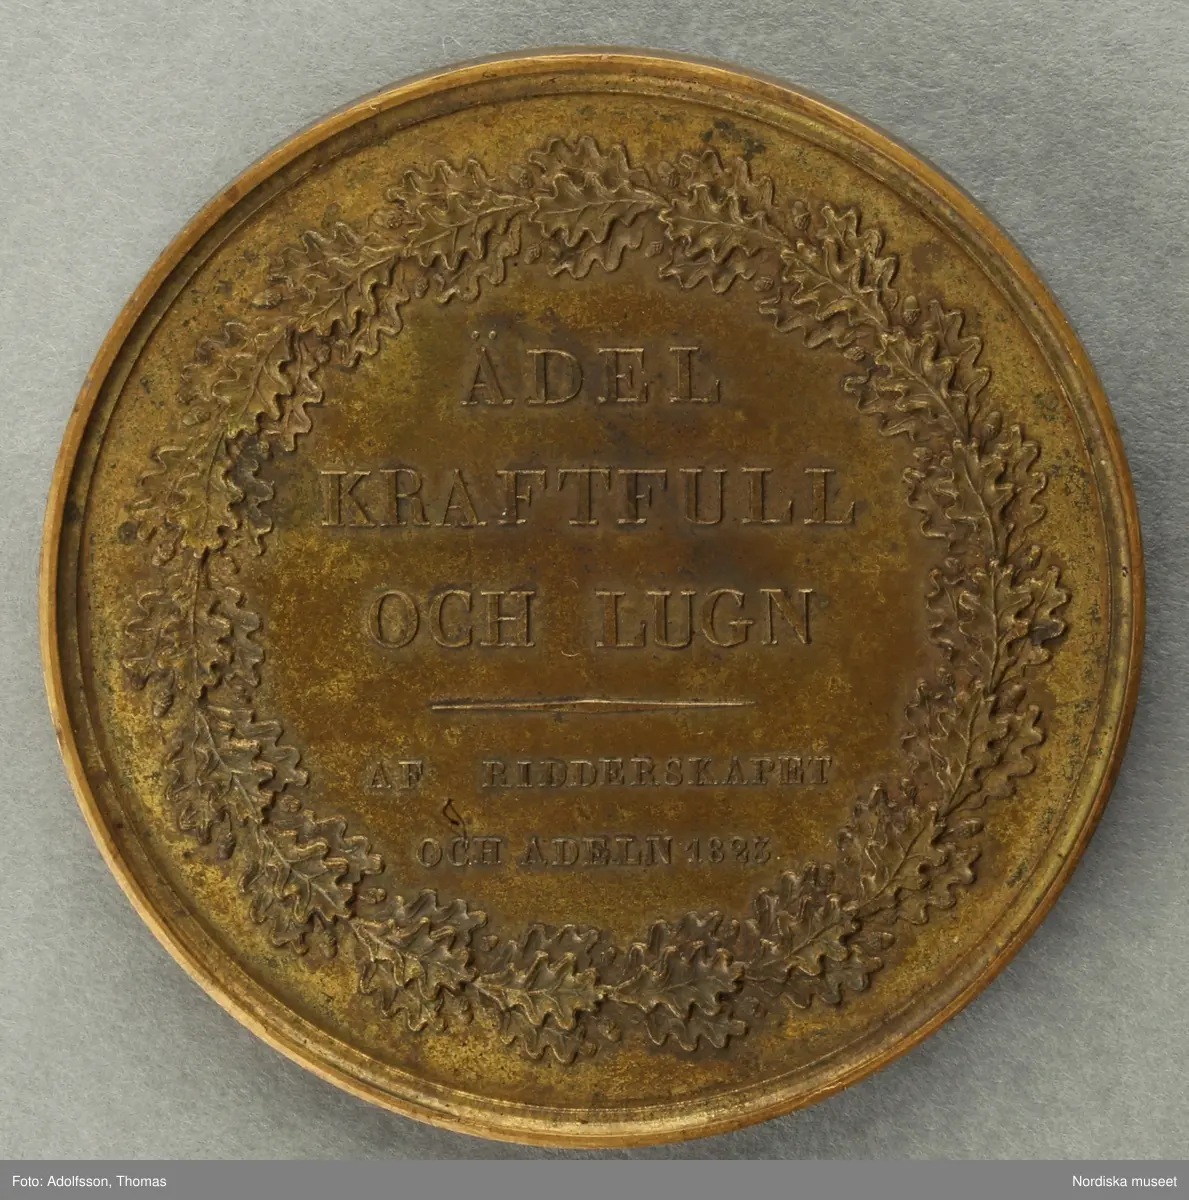 ÄDEL
KRAFTFULL
OCH LUGN
AF RIDDERSKAPET
OCH ADELN 1823
Foto: Adolfsson, Thomas
Nordiska museet